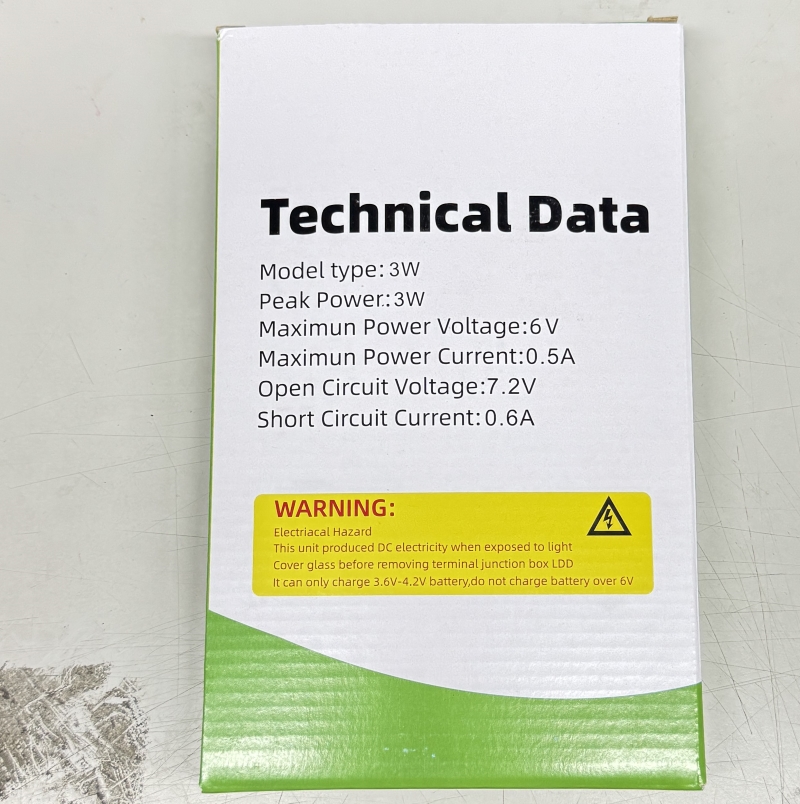 Technical Data
Model type: 3W
Peak Power: 3W
Maximun Power Voltage:6V
Maximun Power Current:0.5A
Open Circuit Voltage:7.2V
Short Circuit Current:0.6A
WARNING:
Electriacal Hazard
This unit produced DC electricity when exposed to light
Cover glass before removing terminal junction box LDD
It can only charge 3.6V-4.2V battery,do not charge battery over 6V